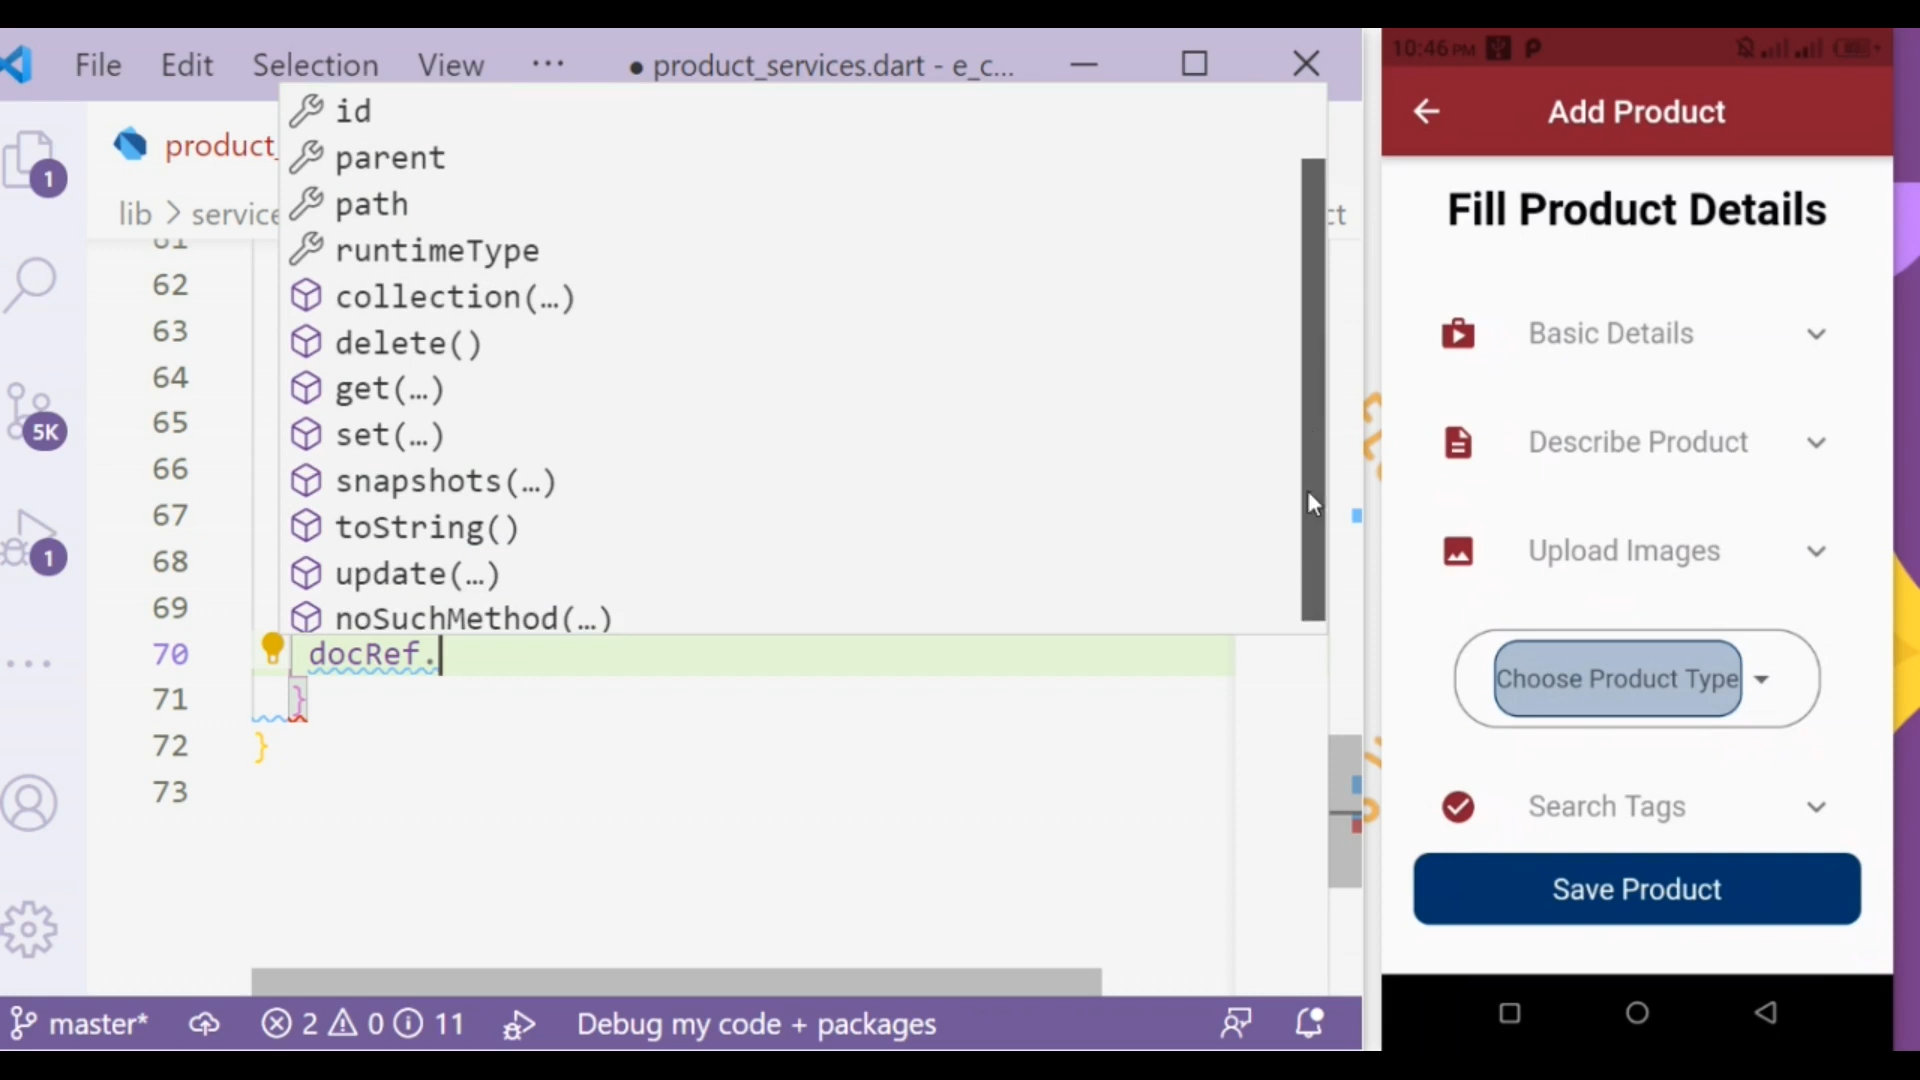 File Edit Selection View ··· ● product_services.dart - e_c...
product_
lib > service
ct
id
parent
path
runtimeType
collection(…)
delete()
get(…)
set(…)
snapshots(…)
toString()
update(…)
noSuchMethod(…)
61
62
63
64
65
66
67
68
69
70 docRef.
71 }
72 }
73
1
5K
1
master* 2 0 11 Debug my code + packages
10:46 PM
Add Product
Fill Product Details
Basic Details
Describe Product
Upload Images
Choose Product Type
Search Tags
Save Product